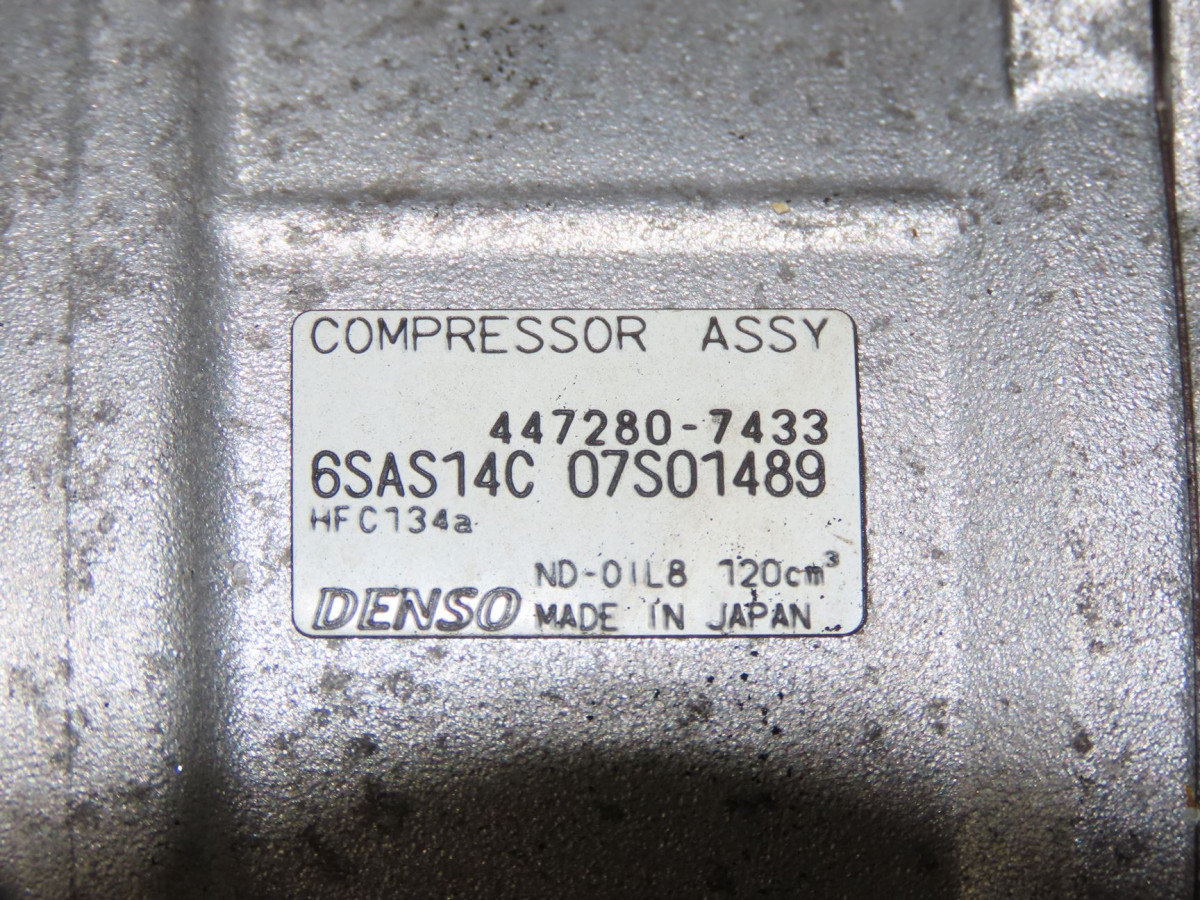 COMPRESSOR ASSY
447280-7433
6SAS14C 07S01489
HFC134a
ND-OIL8 120cm³
DENSO MADE IN JAPAN